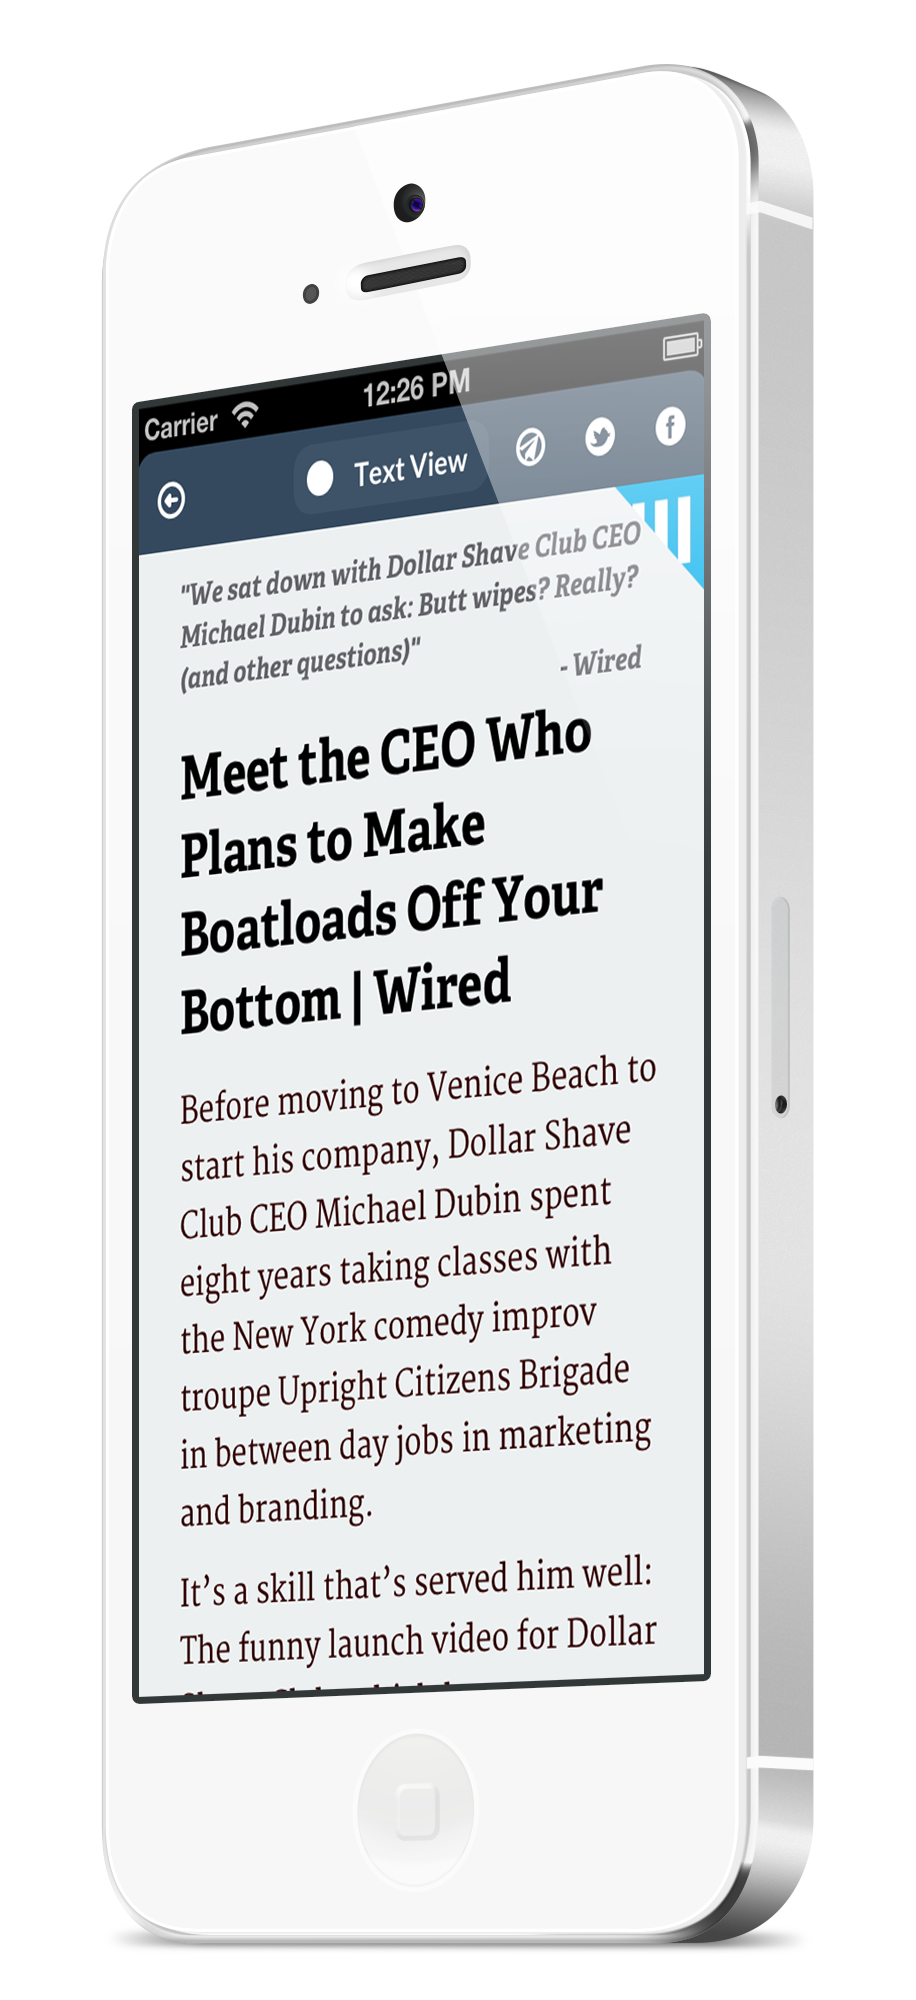 Carrier 12:26 PM
Text View
"We sat down with Dollar Shave Club CEO
Michael Dubin to ask: Butt wipes? Really?
(and other questions)"
- Wired
Meet the CEO Who
Plans to Make
Boatloads Off Your
Bottom | Wired
Before moving to Venice Beach to
start his company, Dollar Shave
Club CEO Michael Dubin spent
eight years taking classes with
the New York comedy improv
troupe Upright Citizens Brigade
in between day jobs in marketing
and branding.
It’s a skill that’s served him well:
The funny launch video for Dollar